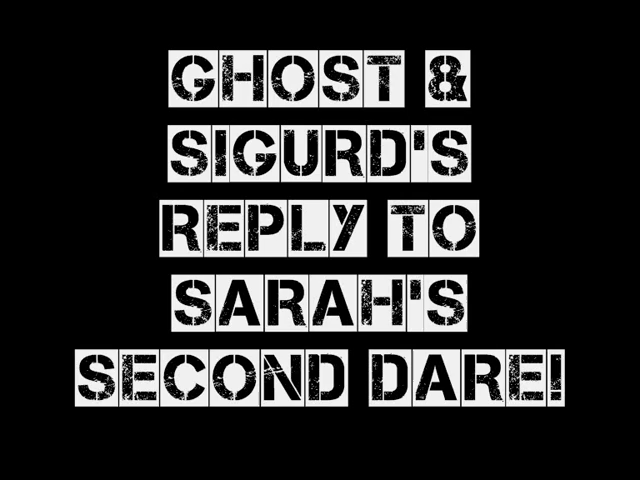 GHOST &
SIGURD'S
REPLY TO
SARAH'S
SECOND DARE!